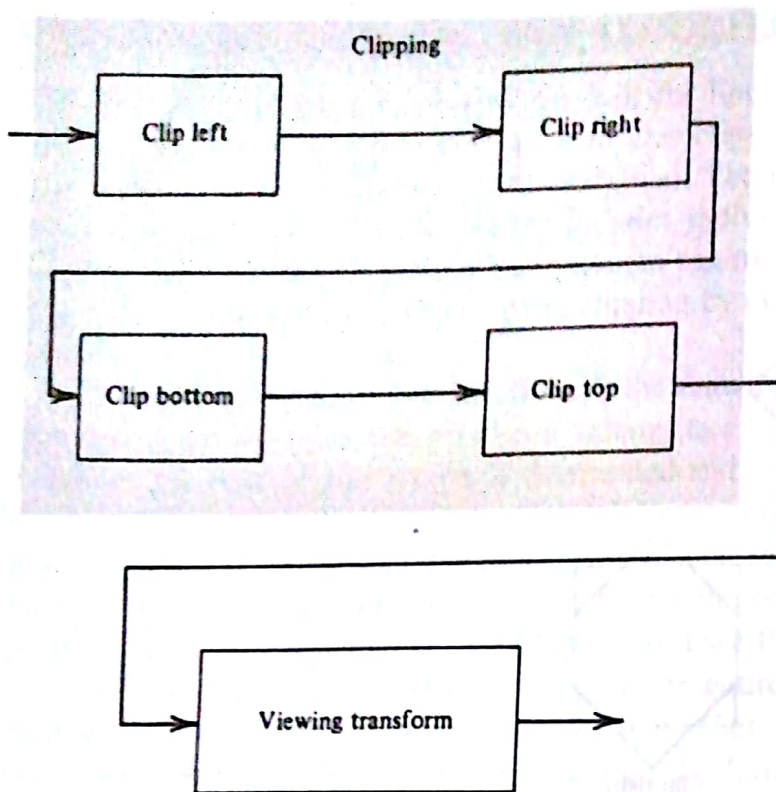 Clipping
Clip left
Clip right
Clip bottom
Clip top
Viewing transform